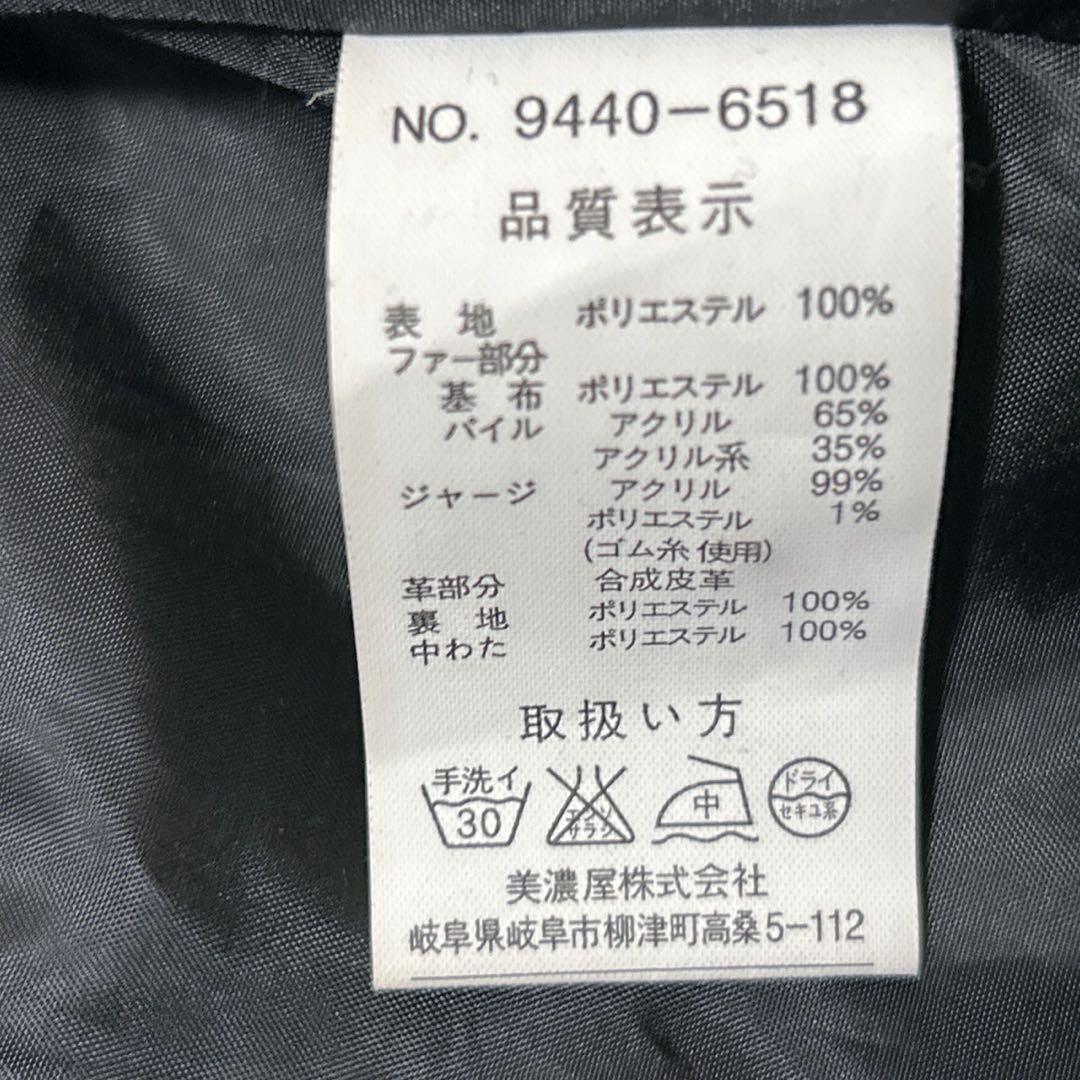 NO. 9440-6518
品質表示
表 地 ポリエステル 100%
ファー部分
基 布 ポリエステル 100%
パイル アクリル 65%
アクリル系 35%
ジャージ アクリル 99%
ポリエステル 1%
(ゴム糸使用)
革部分 合成皮革
裏 地 ポリエステル 100%
中わた ポリエステル 100%
取扱い方
手洗イ 30
エンソ サラシ
中
ドライ セキユ系
美濃屋株式会社
岐阜県岐阜市柳津町高桑5-112